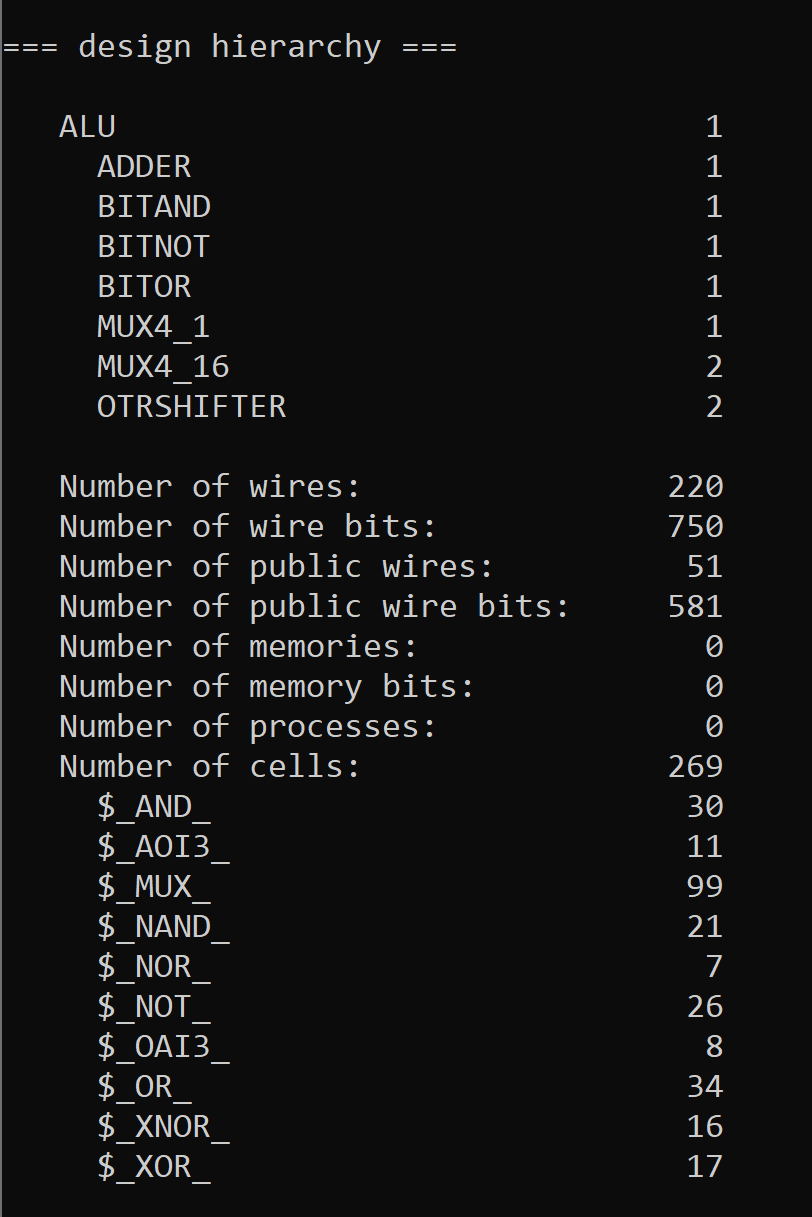 === design hierarchy ===
ALU 1
ADDER 1
BITAND 1
BITNOT 1
BITOR 1
MUX4_1 1
MUX4_16 2
OTRSHIFTER 2
Number of wires: 220
Number of wire bits: 750
Number of public wires: 51
Number of public wire bits: 581
Number of memories: 0
Number of memory bits: 0
Number of processes: 0
Number of cells: 269
$_AND_ 30
$_AOI3_ 11
$_MUX_ 99
$_NAND_ 21
$_NOR_ 7
$_NOT_ 26
$_OAI3_ 8
$_OR_ 34
$_XNOR_ 16
$_XOR_ 17